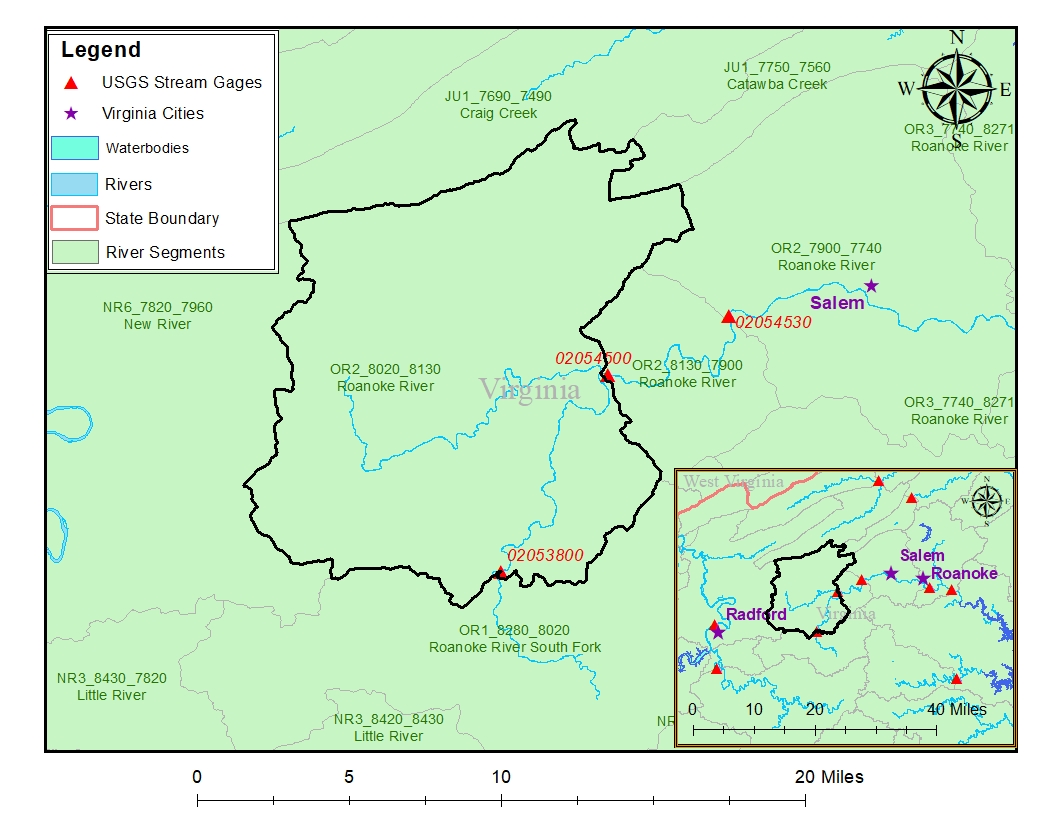 Legend
USGS Stream Gages
Virginia Cities
Waterbodies
Rivers
State Boundary
River Segments
N
W
E
S
JU1_7690_7490
Craig Creek
JU1_7750_7560
Catawba Creek
OR3_7740_8271
Roanoke River
OR2_7900_7740
Roanoke River
Salem
02054530
NR6_7820_7960
New River
02054500
OR2_8130_7900
Roanoke River
OR2_8020_8130
Roanoke River
Virginia
OR3_7740_8271
Roanoke River
02053800
OR1_8280_8020
Roanoke River South Fork
NR3_8430_7820
Little River
NR3_8420_8430
Little River
NR
West Virginia
N
W
E
S
Salem
Roanoke
Radford
Virginia
0 10 20 40 Miles
0 5 10 20 Miles